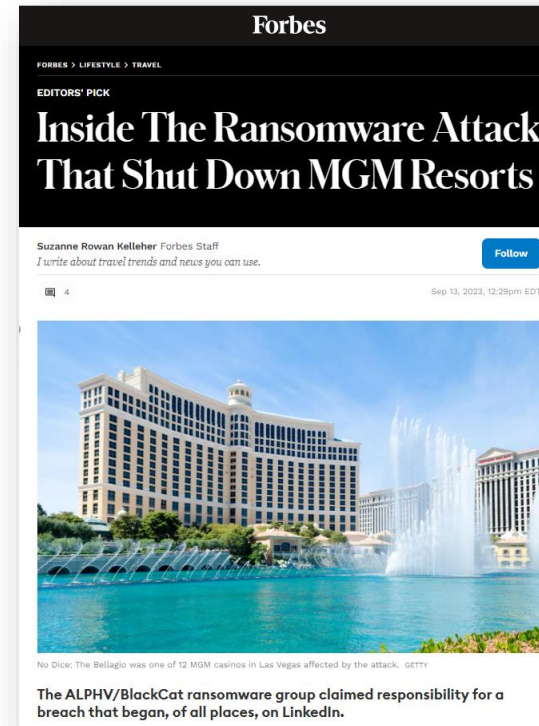 Forbes
FORBES > LIFESTYLE > TRAVEL
EDITORS' PICK
Inside The Ransomware Attack
That Shut Down MGM Resorts
Suzanne Rowan Kelleher Forbes Staff
Follow
I write about travel trends and news you can use.
4
Sep 13, 2023, 12:29pm EDT
No Dice: The Bellagio was one of 12 MGM casinos in Las Vegas affected by the attack. GETTY
The ALPHV/BlackCat ransomware group claimed responsibility for a
breach that began, of all places, on LinkedIn.